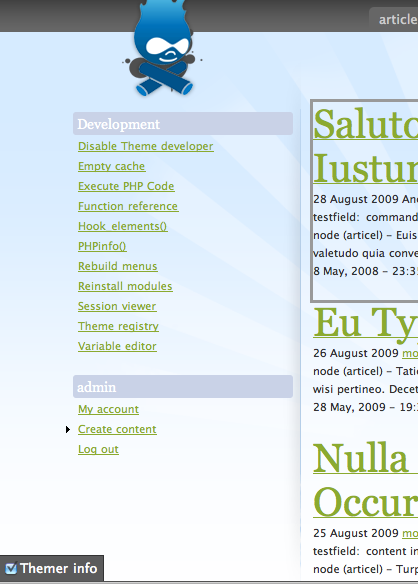 article
Development
Disable Theme developer
Empty cache
Execute PHP Code
Function reference
Hook_elements()
PHPinfo()
Rebuild menus
Reinstall modules
Session viewer
Theme registry
Variable editor
admin
My account
Create content
Log out
Saluto
Iustu
28 August 2009 An
testfield: command
node (articel) – Euis
valetudo quia conve
8 May, 2008 – 23:3
Eu Ty
26 August 2009 mo
node (articel) – Tati
wisi pertineo. Decet
28 May, 2009 – 19:
Nulla
Occur
25 August 2009 mo
testfield: content in
node (articel) – Turp
Themer info